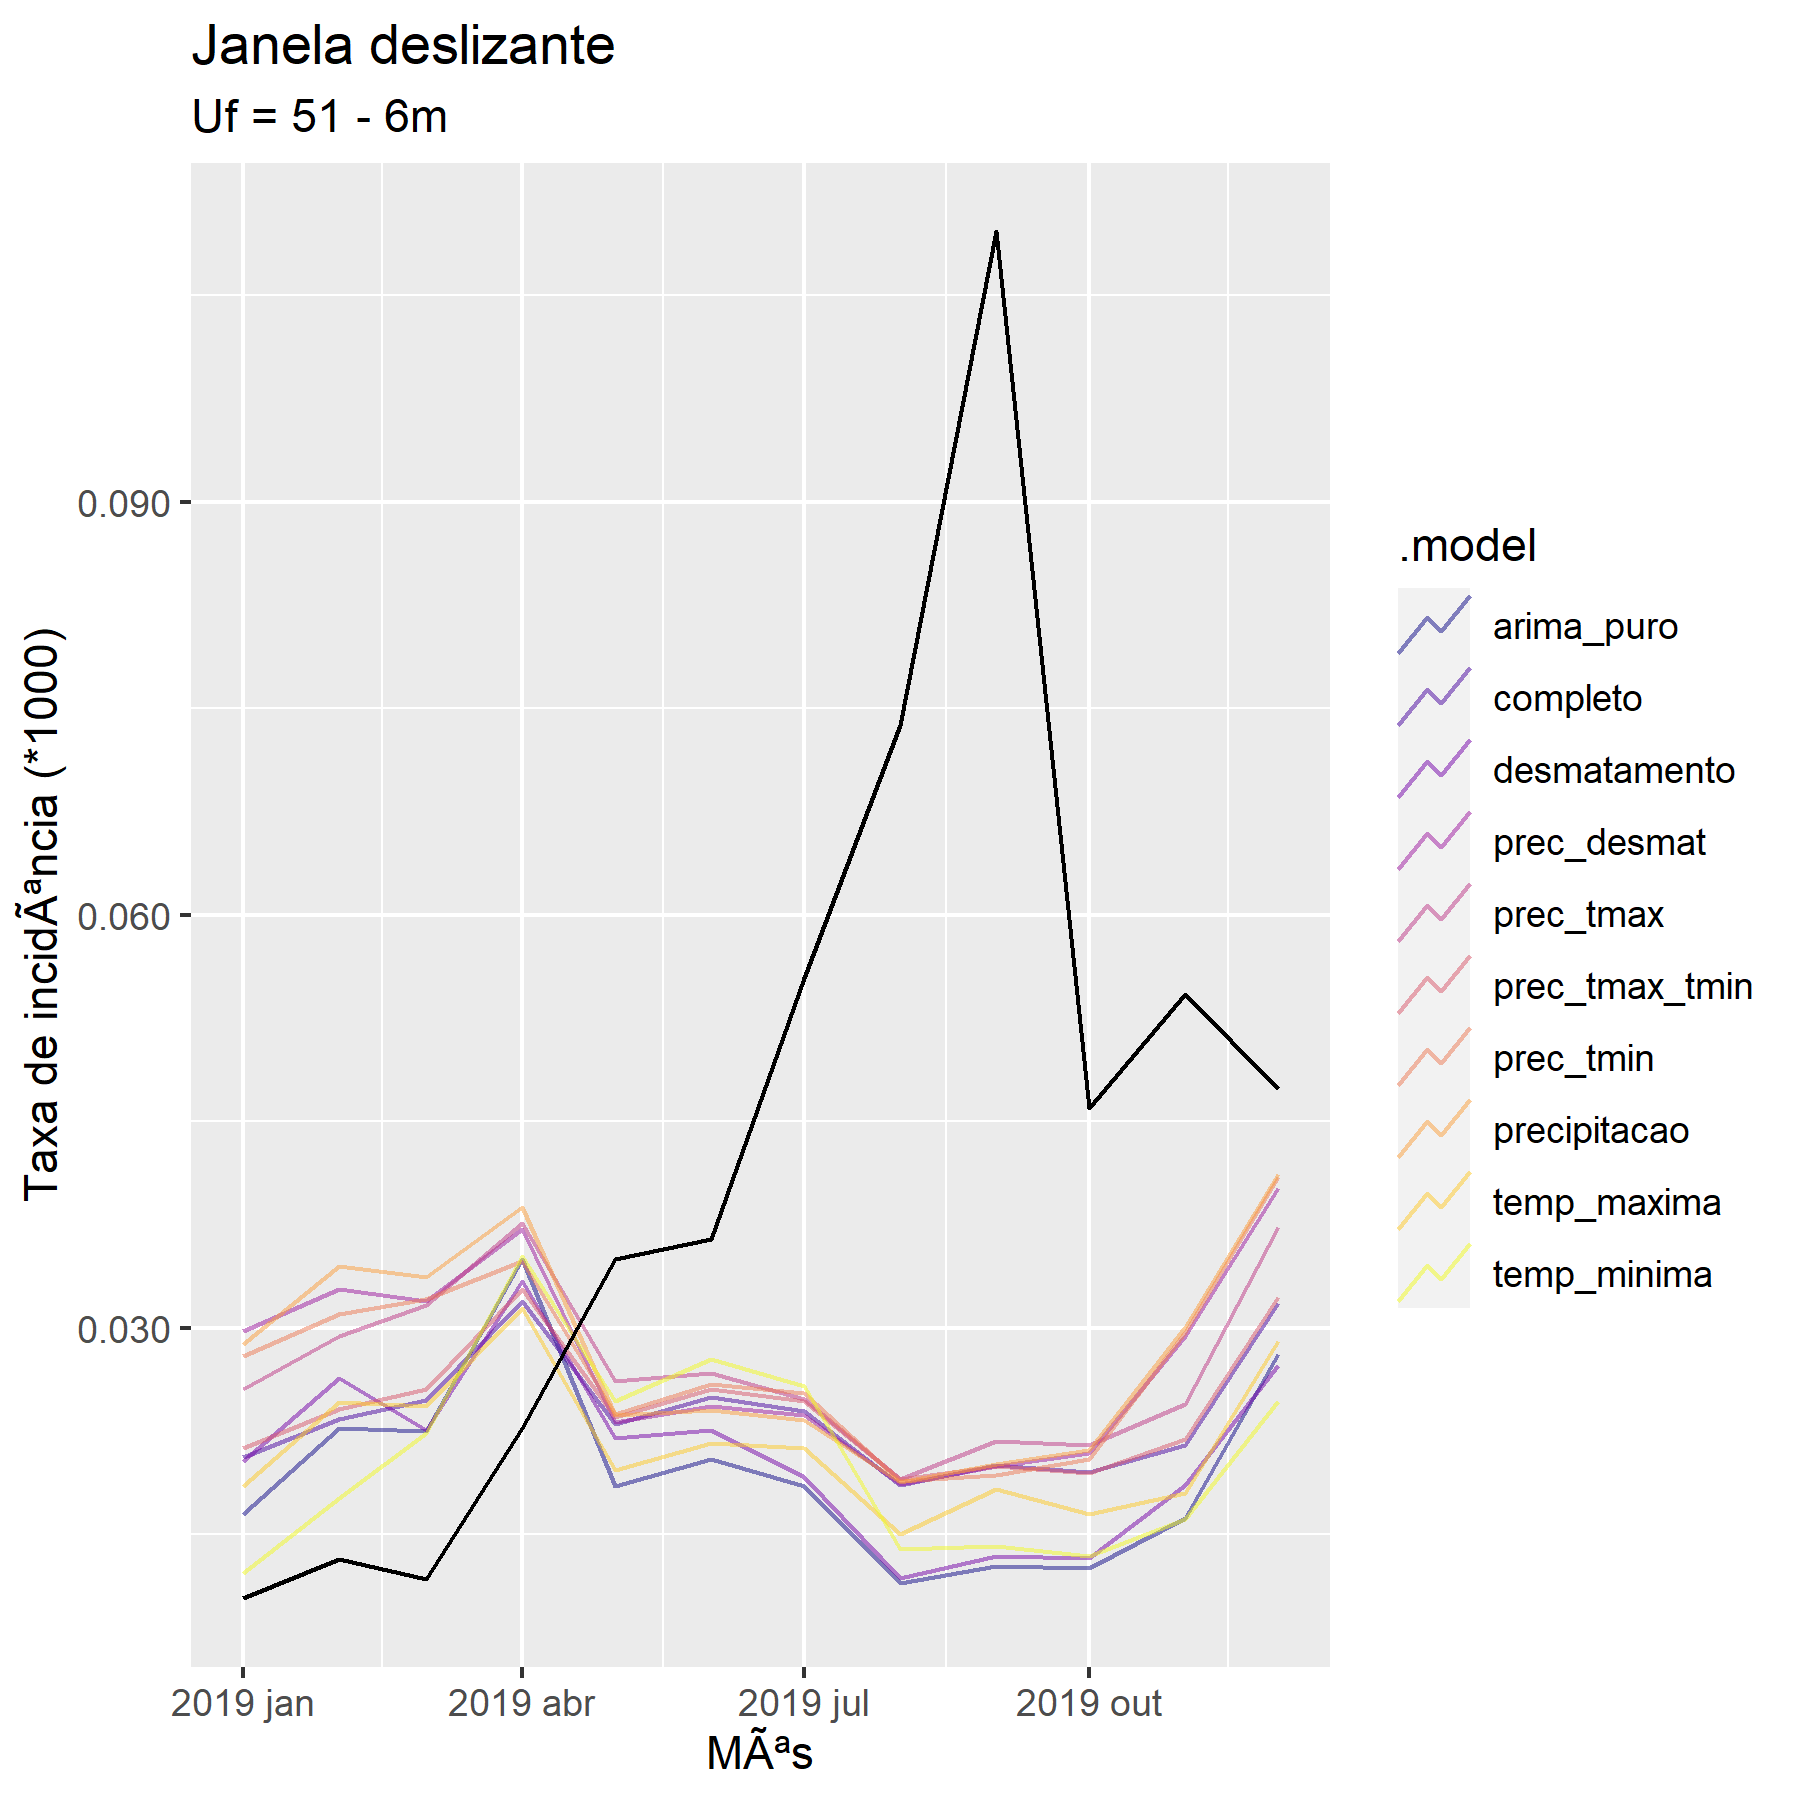 Janela deslizante
Uf = 51 - 6m
Taxa de incidÃªncia (*1000)
0.090
0.060
0.030
2019 jan
2019 abr
2019 jul
2019 out
MÃªs
.model
arima_puro
completo
desmatamento
prec_desmat
prec_tmax
prec_tmax_tmin
prec_tmin
precipitacao
temp_maxima
temp_minima